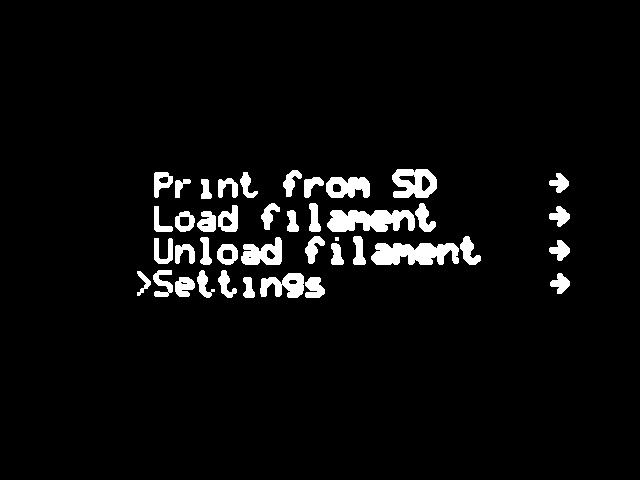 Print from SD →
Load filament →
Unload filament →
>Settings →